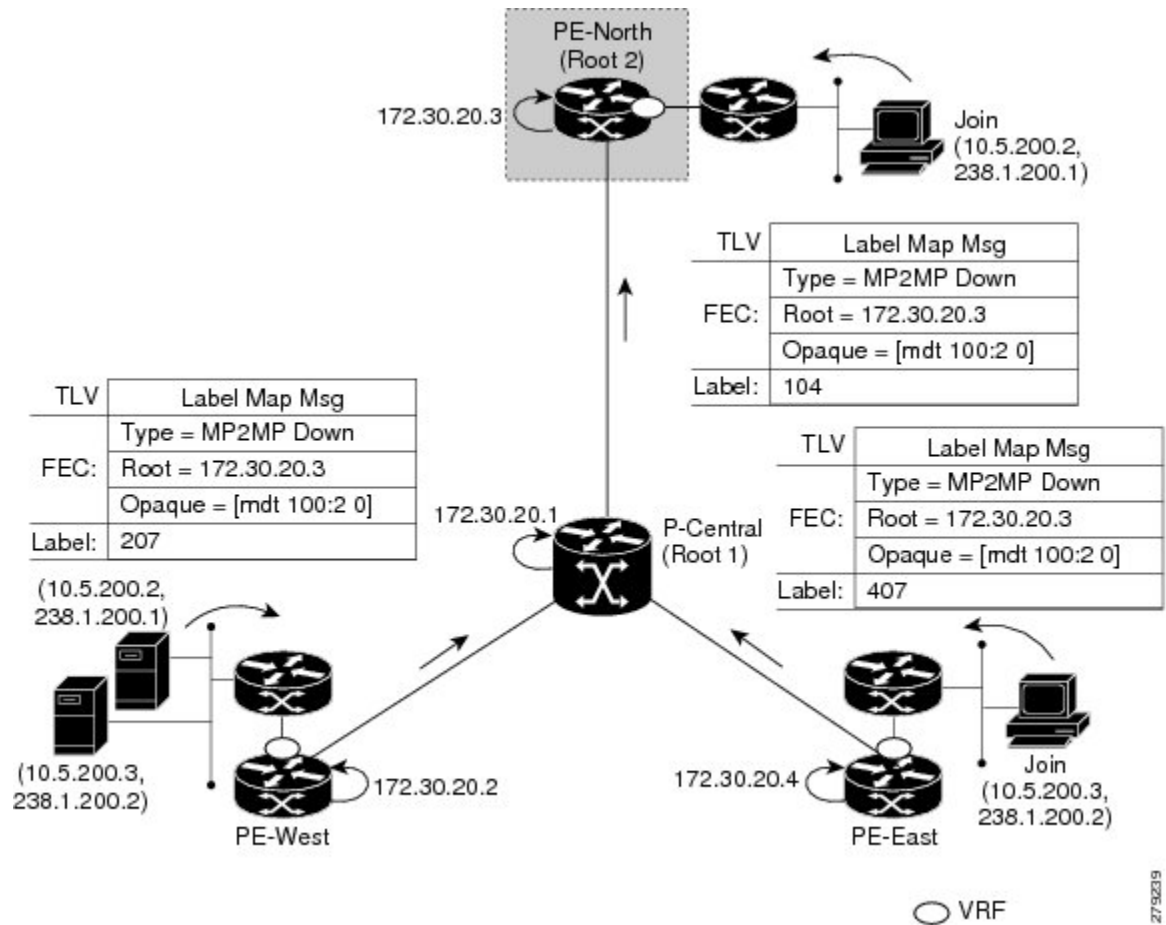 PE-North
(Root 2)
172.30.20.3
Join
(10.5.200.2,
238.1.200.1)
TLV Label Map Msg
Type = MP2MP Down
FEC: Root = 172.30.20.3
Opaque = [mdt 100:2 0]
Label: 104
TLV Label Map Msg
Type = MP2MP Down
FEC: Root = 172.30.20.3
Opaque = [mdt 100:2 0]
Label: 207
TLV Label Map Msg
Type = MP2MP Down
FEC: Root = 172.30.20.3
Opaque = [mdt 100:2 0]
Label: 407
172.30.20.1
P-Central
(Root 1)
(10.5.200.2,
238.1.200.1)
(10.5.200.3,
238.1.200.2)
172.30.20.2
PE-West
172.30.20.4
PE-East
Join
(10.5.200.3,
238.1.200.2)
VRF
279239